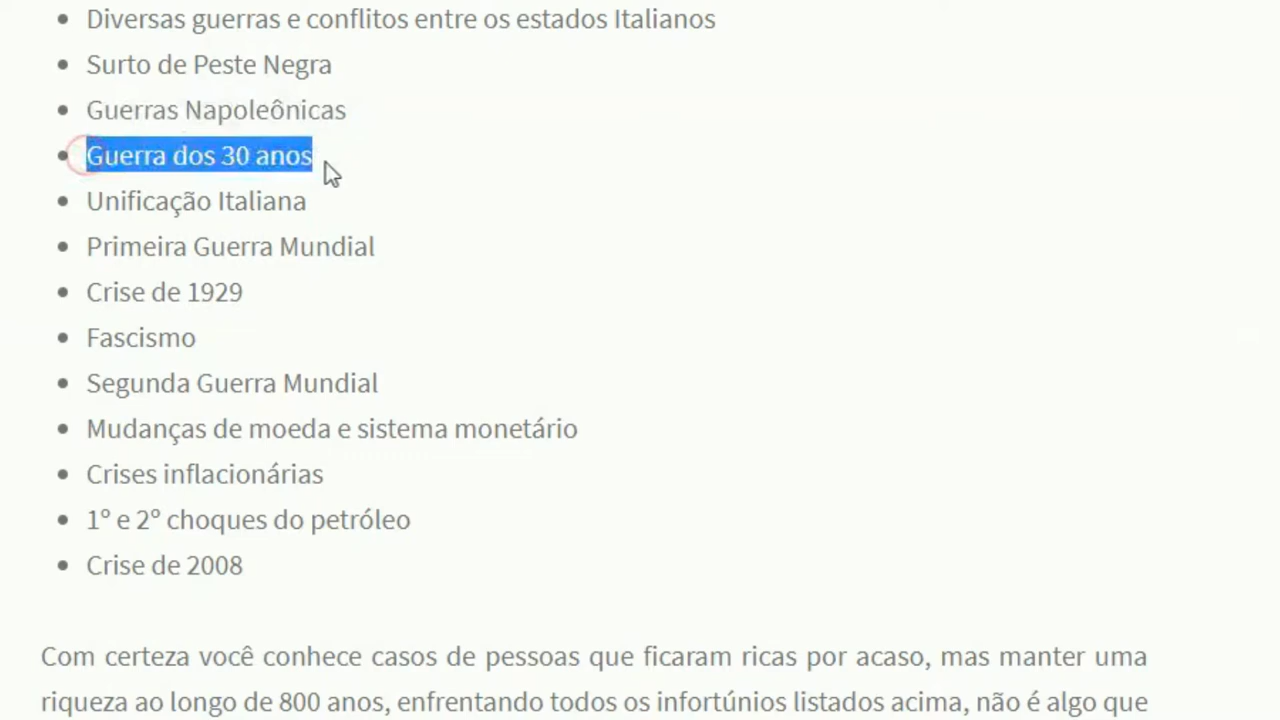 Diversas guerras e conflitos entre os estados Italianos
Surto de Peste Negra
Guerras Napoleônicas
Guerra dos 30 anos
Unificação Italiana
Primeira Guerra Mundial
Crise de 1929
Fascismo
Segunda Guerra Mundial
Mudanças de moeda e sistema monetário
Crises inflacionárias
1º e 2º choques do petróleo
Crise de 2008
Com certeza você conhece casos de pessoas que ficaram ricas por acaso, mas manter uma
riqueza ao longo de 800 anos, enfrentando todos os infortúnios listados acima, não é algo que